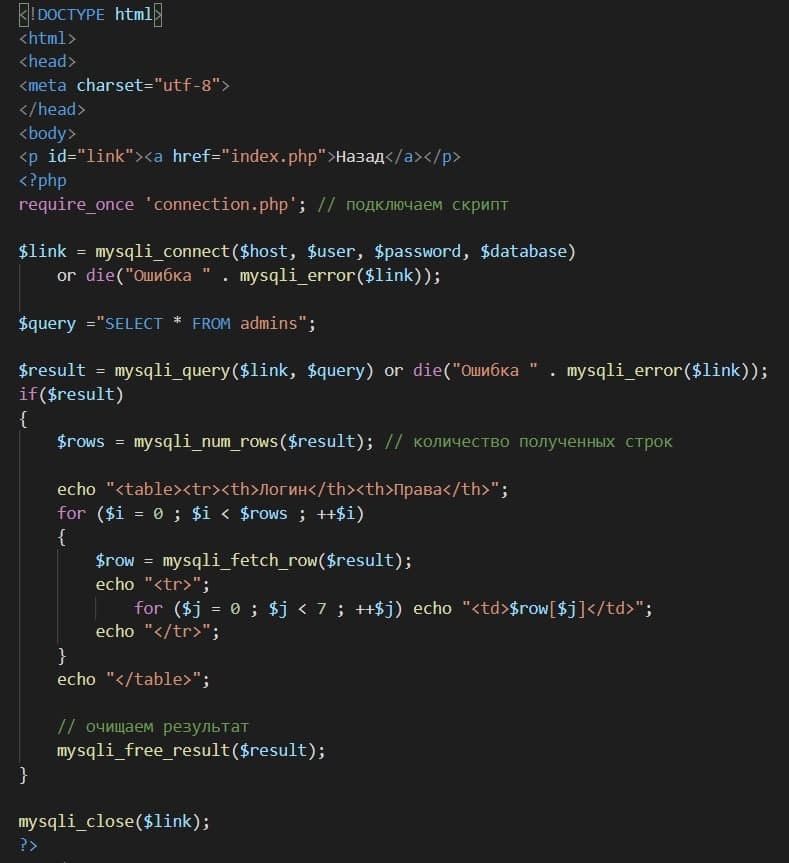 <!DOCTYPE html>
<html>
<head>
<meta charset="utf-8">
</head>
<body>
<p id="link"><a href="index.php">Назад</a></p>
<?php
require_once 'connection.php'; // подключаем скрипт

$link = mysqli_connect($host, $user, $password, $database)
    or die("Ошибка " . mysqli_error($link));

$query ="SELECT * FROM admins";

$result = mysqli_query($link, $query) or die("Ошибка " . mysqli_error($link));
if($result)
{
    $rows = mysqli_num_rows($result); // количество полученных строк

    echo "<table><tr><th>Логин</th><th>Права</th>";
    for ($i = 0 ; $i < $rows ; ++$i)
    {
        $row = mysqli_fetch_row($result);
        echo "<tr>";
            for ($j = 0 ; $j < 7 ; ++$j) echo "<td>$row[$j]</td>";
        echo "</tr>";
    }
    echo "</table>";

    // очищаем результат
    mysqli_free_result($result);
}

mysqli_close($link);
?>